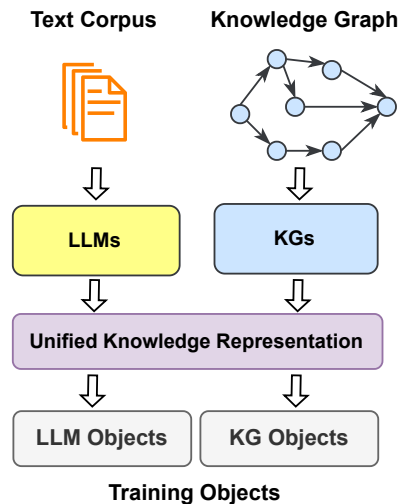 Text Corpus
Knowledge Graph
LLMs
KGs
Unified Knowledge Representation
LLM Objects
KG Objects
Training Objects